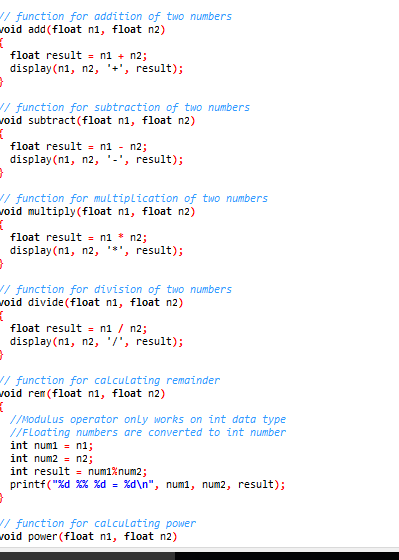 // function for addition of two numbers
void add(float n1, float n2)
{
  float result = n1 + n2;
  display(n1, n2, '+', result);
}
// function for subtraction of two numbers
void subtract(float n1, float n2)
{
  float result = n1 - n2;
  display(n1, n2, '-', result);
}
// function for multiplication of two numbers
void multiply(float n1, float n2)
{
  float result = n1 * n2;
  display(n1, n2, '*', result);
}
// function for division of two numbers
void divide(float n1, float n2)
{
  float result = n1 / n2;
  display(n1, n2, '/', result);
}
// function for calculating remainder
void rem(float n1, float n2)
{
  //Modulus operator only works on int data type
  //Floating numbers are converted to int number
  int num1 = n1;
  int num2 = n2;
  int result = num1%num2;
  printf("%d %% %d = %d\n", num1, num2, result);
}
// function for calculating power
void power(float n1, float n2)